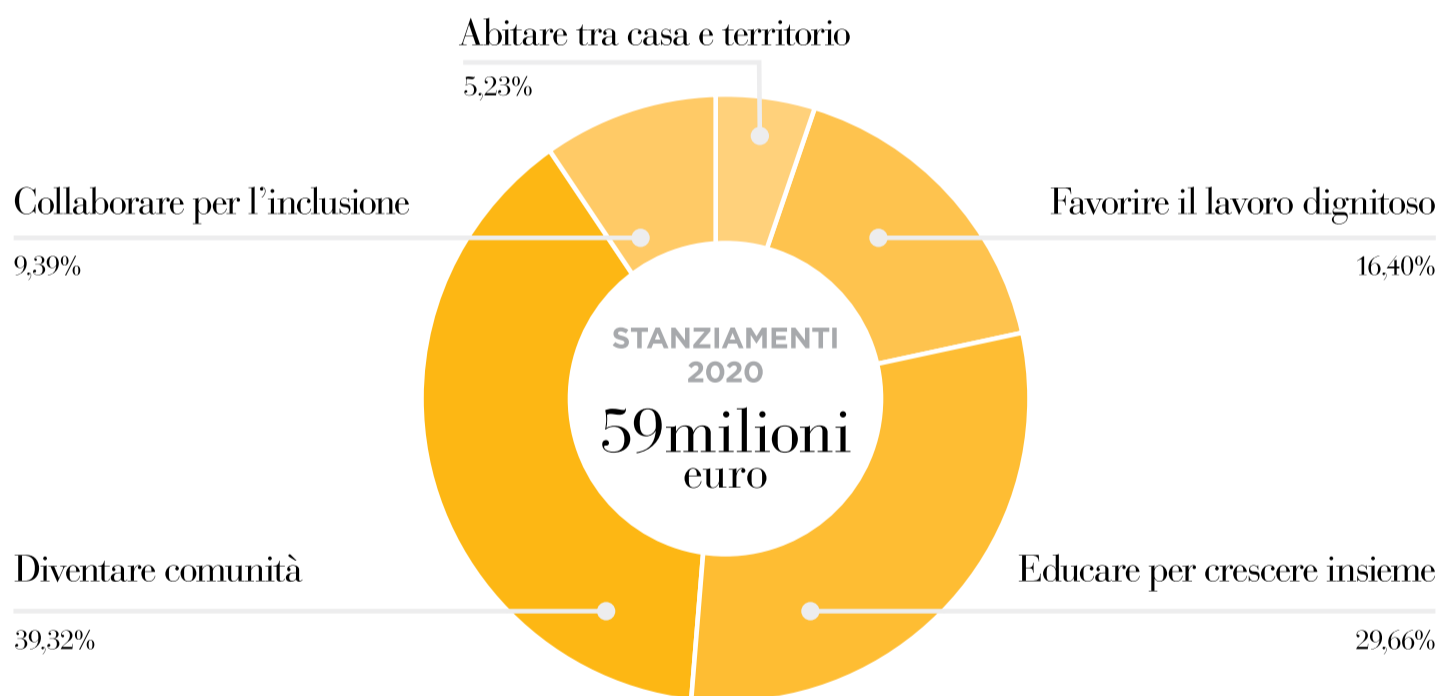 Abitare tra casa e territorio
5,23%
Collaborare per l’inclusione
9,39%
Favorire il lavoro dignitoso
16,40%
STANZIAMENTI
2020
59milioni
euro
Diventare comunità
39,32%
Educare per crescere insieme
29,66%